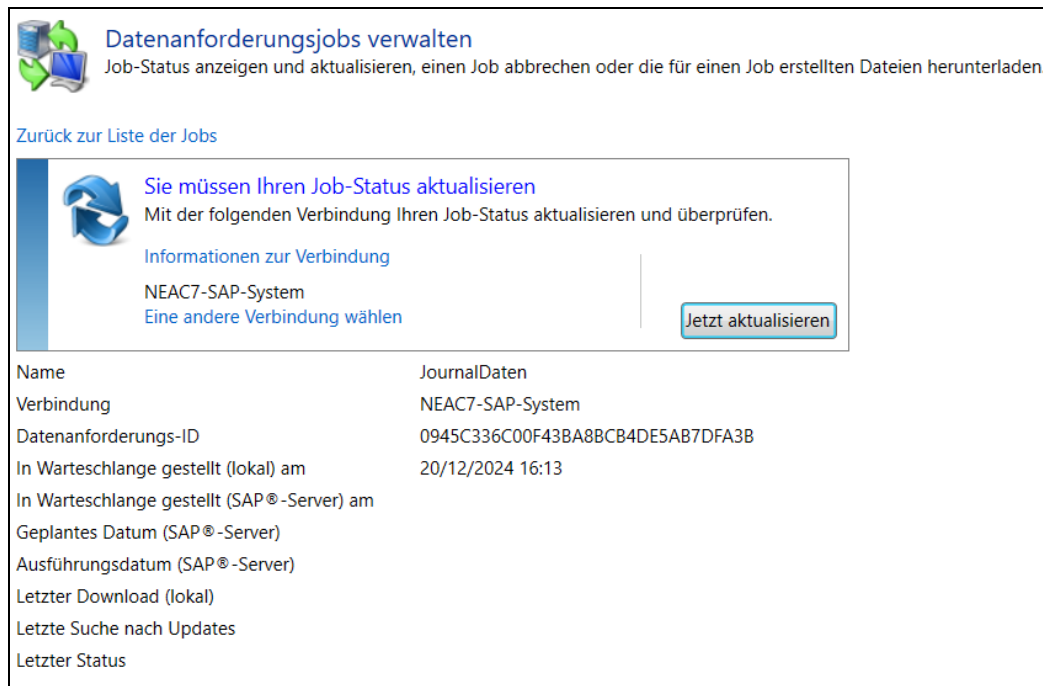 Datenanforderungsjobs verwalten
Job-Status anzeigen und aktualisieren, einen Job abbrechen oder die für einen Job erstellten Dateien herunterladen.
Zurück zur Liste der Jobs
Sie müssen Ihren Job-Status aktualisieren
Mit der folgenden Verbindung Ihren Job-Status aktualisieren und überprüfen.
Informationen zur Verbindung
NEAC7-SAP-System
Eine andere Verbindung wählen
Jetzt aktualisieren
Name JournalDaten
Verbindung NEAC7-SAP-System
Datenanforderungs-ID 0945C336C00F43BA8BCB4DE5AB7DFA3B
In Warteschlange gestellt (lokal) am 20/12/2024 16:13
In Warteschlange gestellt (SAP®-Server) am
Geplantes Datum (SAP®-Server)
Ausführungsdatum (SAP®-Server)
Letzter Download (lokal)
Letzte Suche nach Updates
Letzter Status